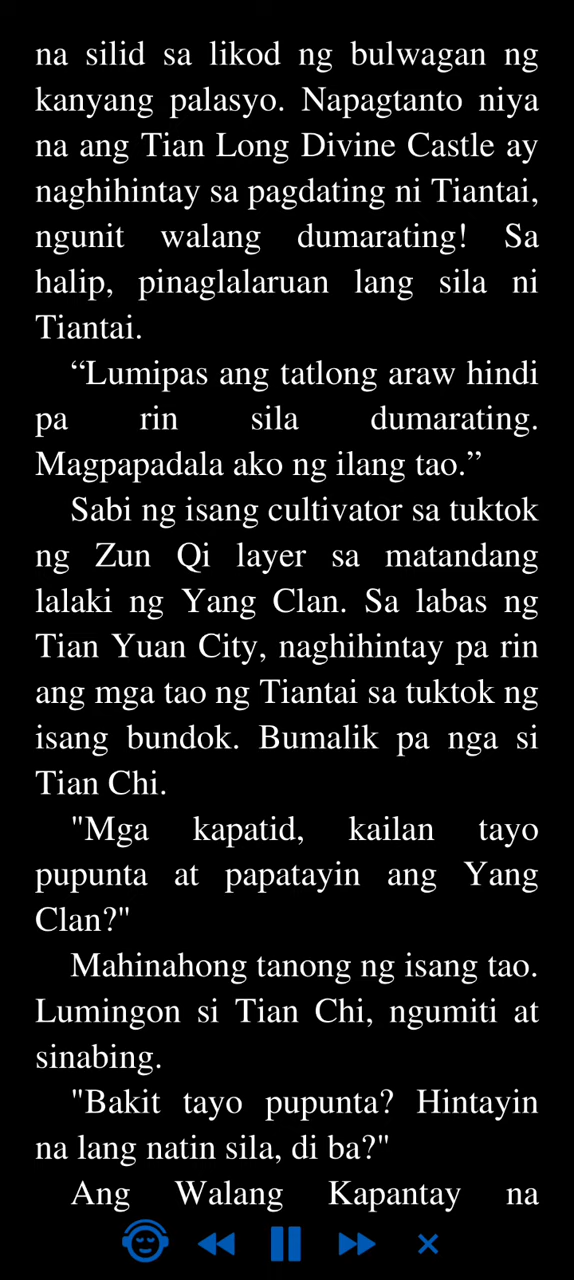 na silid sa likod ng bulwagan ng
kanyang palasyo. Napagtanto niya
na ang Tian Long Divine Castle ay
naghihintay sa pagdating ni Tiantai,
ngunit walang dumarating! Sa
halip, pinaglalaruan lang sila ni
Tiantai.
“Lumipas ang tatlong araw hindi
pa rin sila dumarating.
Magpapadala ako ng ilang tao.”
Sabi ng isang cultivator sa tuktok
ng Zun Qi layer sa matandang
lalaki ng Yang Clan. Sa labas ng
Tian Yuan City, naghihintay pa rin
ang mga tao ng Tiantai sa tuktok ng
isang bundok. Bumalik pa nga si
Tian Chi.
"Mga kapatid, kailan tayo
pupunta at papatayin ang Yang
Clan?"
Mahinahong tanong ng isang tao.
Lumingon si Tian Chi, ngumiti at
sinabing.
"Bakit tayo pupunta? Hintayin
na lang natin sila, di ba?"
Ang Walang Kapantay na